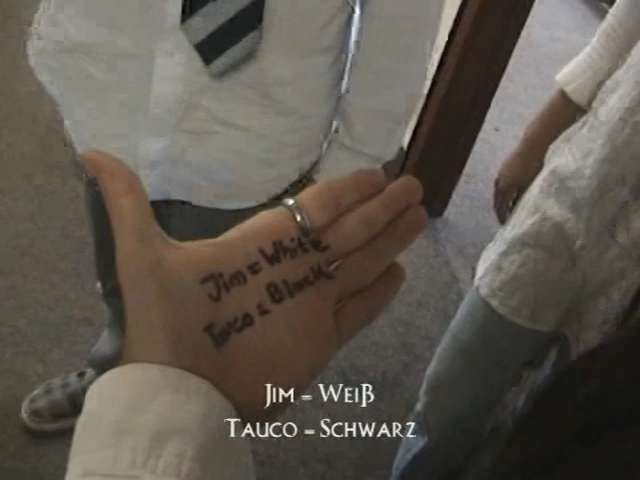 Jim = White
Tauco = Black
Jim = Weiß
Tauco = Schwarz